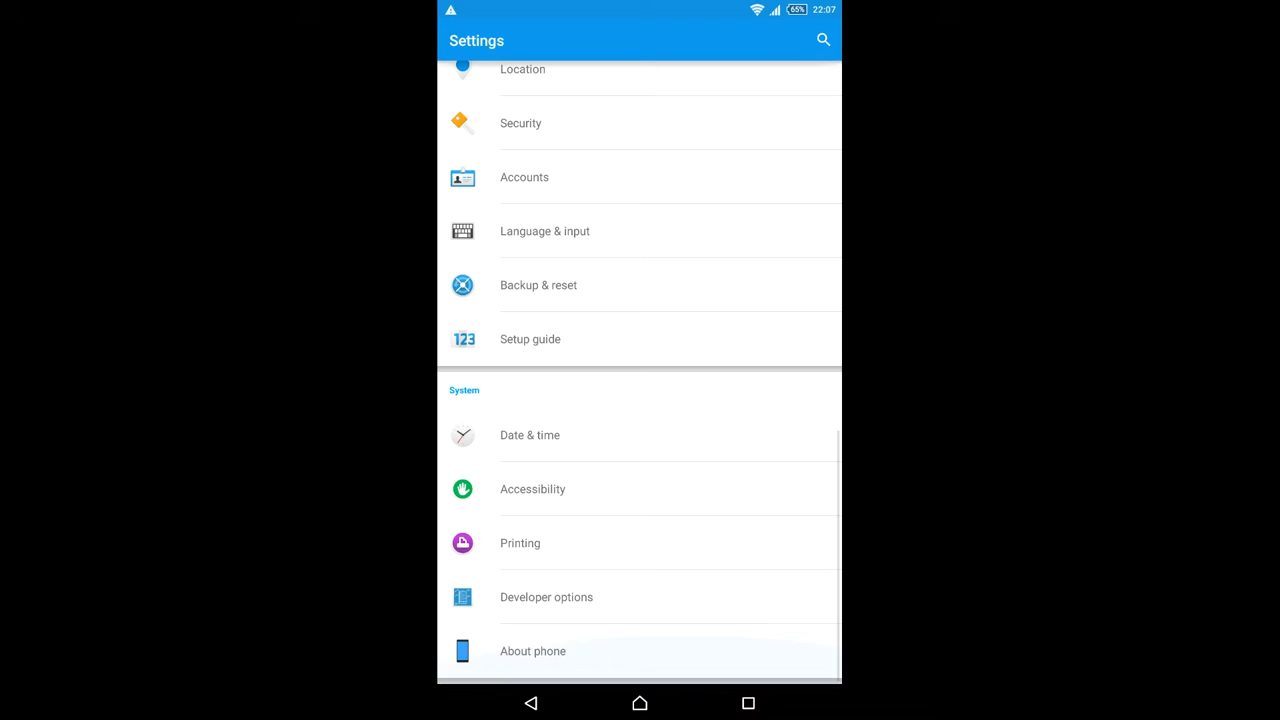 65%
22:07
Settings
Location
Security
Accounts
Language & input
Backup & reset
123
Setup guide
System
Date & time
Accessibility
Printing
Developer options
About phone